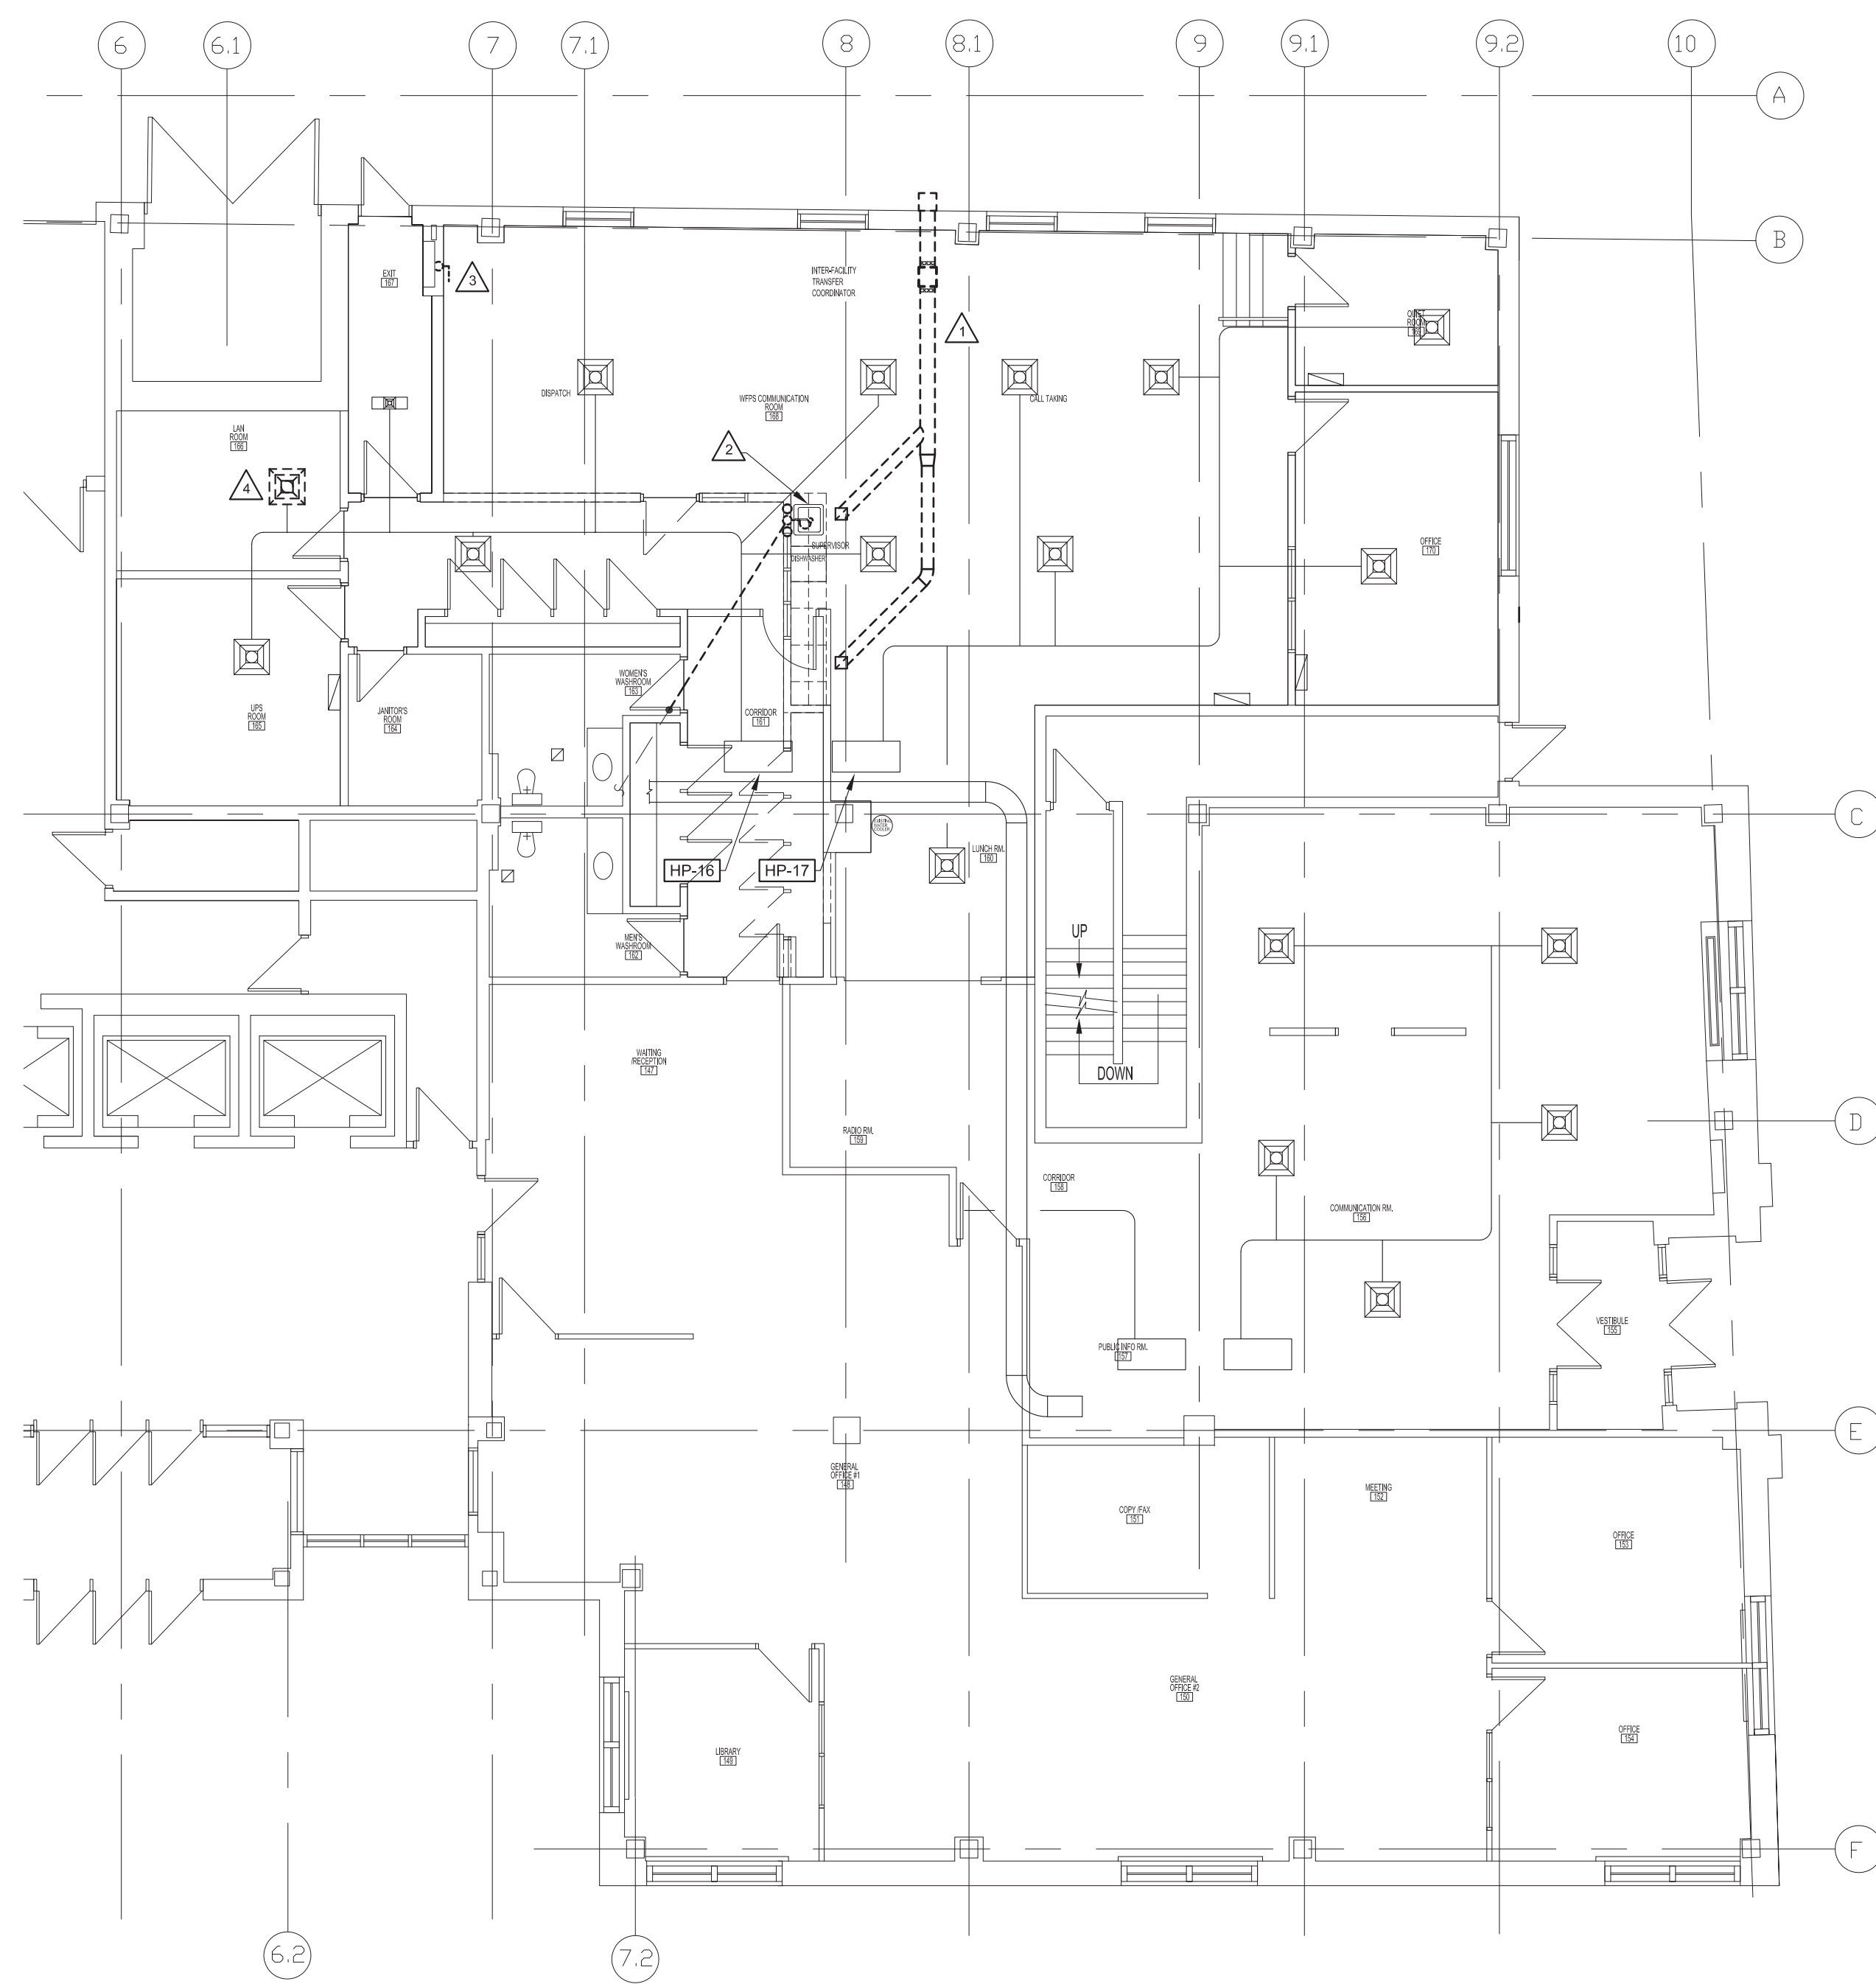 6
6.1
7
7.1
8
8.1
9
9.1
9.2
10
A
B
EXIT
167
3
INTER-FACILITY
TRANSFER
COORDINATOR
1
QUIET
ROOM
DISPATCH
WFPS COMMUNICATION
ROOM
168
CALL TAKING
LAN
ROOM
166
2
4
SUPERVISOR
DISHWASHER
OFFICE
170
WOMEN'S
WASHROOM
163
UPS
ROOM
165
JANITOR'S
ROOM
164
CORRIDOR
161
C
EXISTING
WATER
COOLER
LUNCH RM.
160
HP-16
HP-17
MEN'S
WASHROOM
162
UP
WAITING
/RECEPTION
147
DOWN
D
RADIO RM.
159
CORRIDOR
158
COMMUNICATION RM.
156
VESTIBULE
155
PUBLIC INFO RM.
157
E
GENERAL
OFFICE #1
148
MEETING
152
COPY /FAX
151
OFFICE
153
GENERAL
OFFICE #2
150
OFFICE
154
LIBRARY
149
F
6.2
7.2